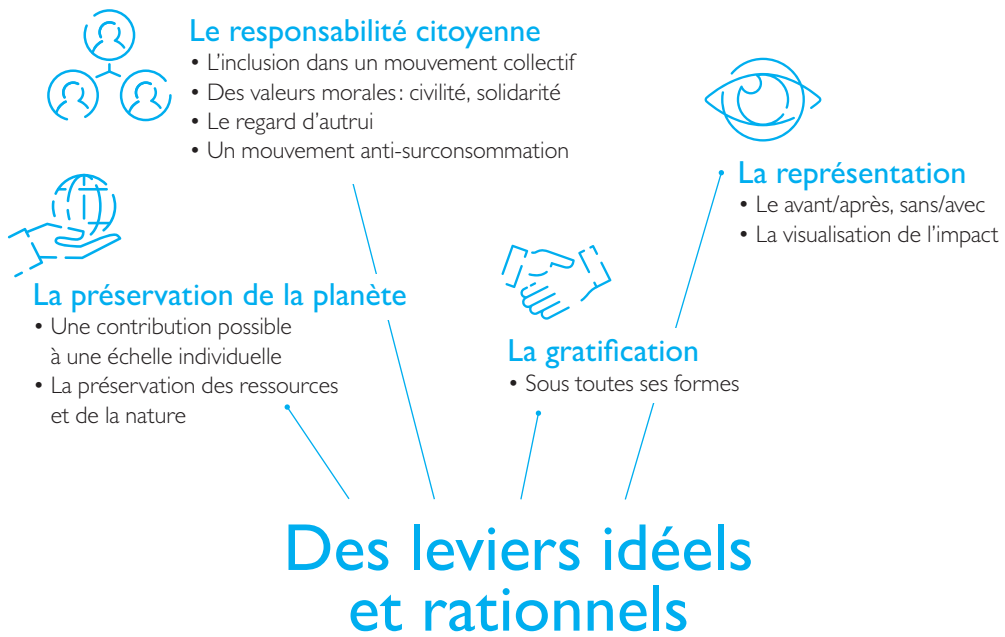 Le responsabilité citoyenne
• L'inclusion dans un mouvement collectif
• Des valeurs morales : civilité, solidarité
• Le regard d'autrui
• Un mouvement anti-surconsommation
La représentation
• Le avant/après, sans/avec
• La visualisation de l'impact
La préservation de la planète
• Une contribution possible
à une échelle individuelle
• La préservation des ressources
et de la nature
La gratification
• Sous toutes ses formes
Des leviers idéels
et rationnels